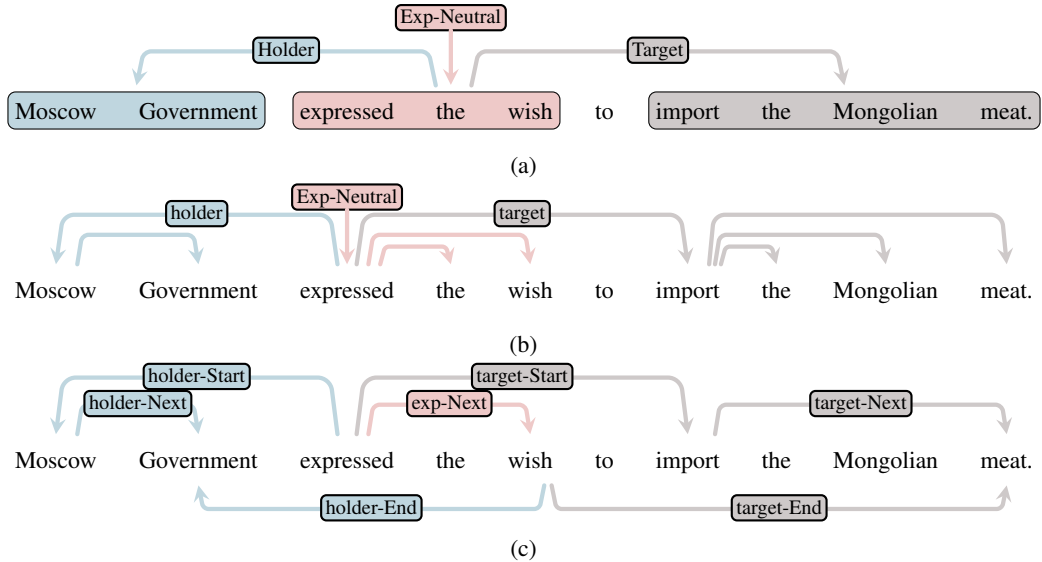 Exp-Neutral
Holder Target
Moscow Government expressed the wish to import the Mongolian meat.
(a)
Exp-Neutral
holder target
Moscow Government expressed the wish to import the Mongolian meat.
(b)
holder-Start target-Start
holder-Next exp-Next target-Next
Moscow Government expressed the wish to import the Mongolian meat.
holder-End target-End
(c)